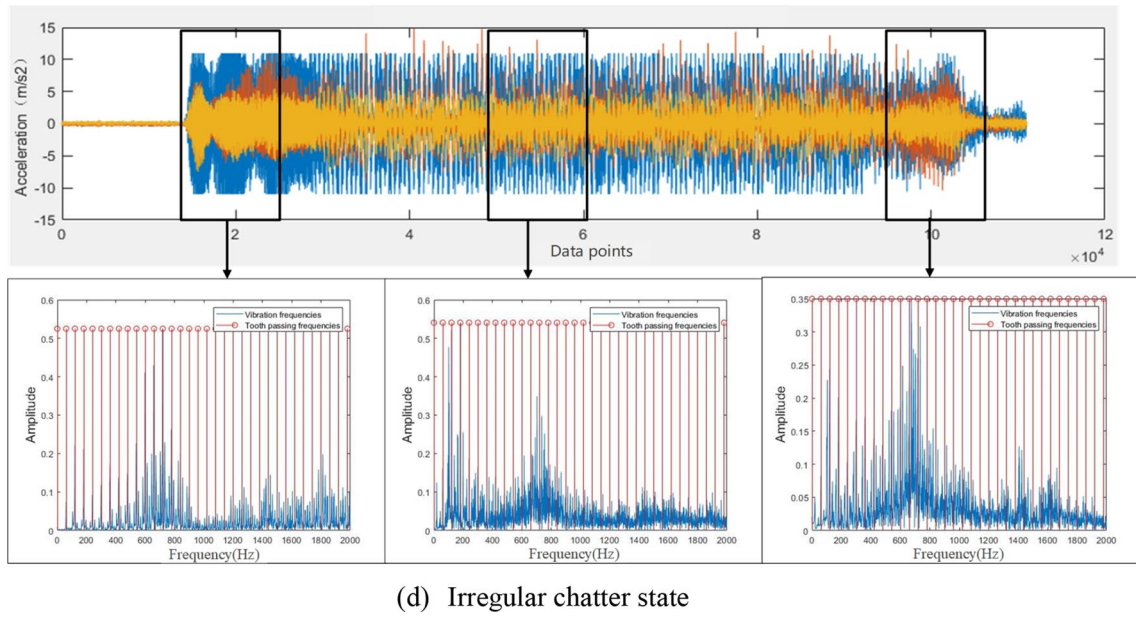 15
10
5
0
-5
-10
-15
Acceleration（m/s2）
0 2 4 6 8 10 12
Data points
×10⁴
0.6
0.5
0.4
0.3
0.2
0.1
0
Amplitude
Vibration frequencies
Tooth passing frequencies
0 200 400 600 800 1000 1200 1400 1600 1800 2000
Frequency(Hz)
0.6
0.5
0.4
0.3
0.2
0.1
0
Amplitude
Vibration frequencies
Tooth passing frequencies
0 200 400 600 800 1000 1200 1400 1600 1800 2000
Frequency(Hz)
0.35
0.3
0.25
0.2
0.15
0.1
0.05
0
Amplitude
Vibration frequencies
Tooth passing frequencies
0 200 400 600 800 1000 1200 1400 1600 1800 2000
Frequency(Hz)
(d) Irregular chatter state